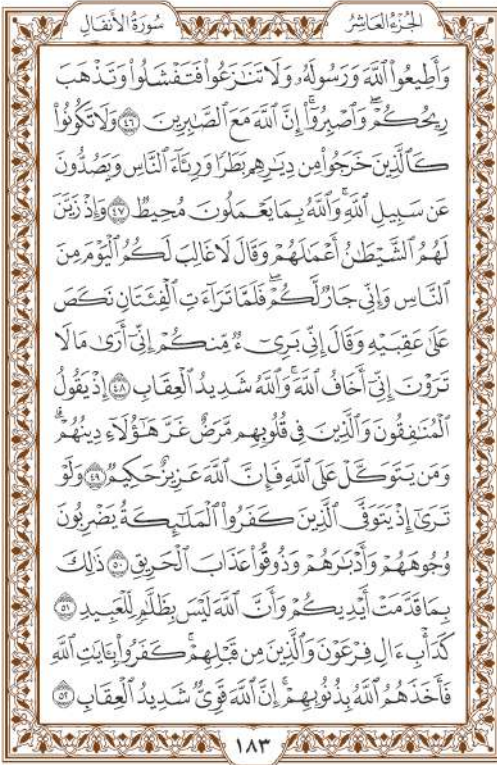 الجُزْءُ العَاشِرُ
سُورَةُ الأَنفَالِ
وَأَطِيعُوا۟ ٱللَّهَ وَرَسُولَهُۥ وَلَا تَنَٰزَعُوا۟ فَتَفْشَلُوا۟ وَتَذْهَبَ
رِيحُكُمْ ۖ وَٱصْبِرُوٓا۟ ۚ إِنَّ ٱللَّهَ مَعَ ٱلصَّٰبِرِينَ ٤٦ وَلَا تَكُونُوا۟
كَٱلَّذِينَ خَرَجُوا۟ مِن دِيَٰرِهِم بَطَرًا وَرِئَآءَ ٱلنَّاسِ وَيَصُدُّونَ
عَن سَبِيلِ ٱللَّهِ ۚ وَٱللَّهُ بِمَا يَعْمَلُونَ مُحِيطٌ ٤٧ وَإِذْ زَيَّنَ
لَهُمُ ٱلشَّيْطَٰنُ أَعْمَٰلَهُمْ وَقَالَ لَا غَالِبَ لَكُمُ ٱلْيَوْمَ مِنَ
ٱلنَّاسِ وَإِنِّى جَارٌ لَّكُمْ ۖ فَلَمَّا تَرَآءَتِ ٱلْفِئَتَانِ نَكَصَ
عَلَىٰ عَقِبَيْهِ وَقَالَ إِنِّى بَرِىٓءٌ مِّنكُمْ إِنِّىٓ أَرَىٰ مَا لَا
تَرَوْنَ إِنِّىٓ أَخَافُ ٱللَّهَ ۚ وَٱللَّهُ شَدِيدُ ٱلْعِقَابِ ٤٨ إِذْ يَقُولُ
ٱلْمُنَٰفِقُونَ وَٱلَّذِينَ فِى قُلُوبِهِم مَّرَضٌ غَرَّ هَٰٓؤُلَآءِ دِينُهُمْ ۗ
وَمَن يَتَوَكَّلْ عَلَى ٱللَّهِ فَإِنَّ ٱللَّهَ عَزِيزٌ حَكِيمٌ ٤٩ وَلَوْ
تَرَىٰٓ إِذْ يَتَوَفَّى ٱلَّذِينَ كَفَرُوا۟ ٱلْمَلَٰٓئِكَةُ يَضْرِبُونَ
وُجُوهَهُمْ وَأَدْبَٰرَهُمْ وَذُوقُوا۟ عَذَابَ ٱلْحَرِيقِ ٥٠ ذَٰلِكَ
بِمَا قَدَّمَتْ أَيْدِيكُمْ وَأَنَّ ٱللَّهَ لَيْسَ بِظَلَّٰمٍ لِّلْعَبِيدِ ٥١
كَدَأْبِ ءَالِ فِرْعَوْنَ وَٱلَّذِينَ مِن قَبْلِهِمْ ۚ كَفَرُوا۟ بِـَٔايَٰتِ ٱللَّهِ
فَأَخَذَهُمُ ٱللَّهُ بِذُنُوبِهِمْ ۗ إِنَّ ٱللَّهَ قَوِىٌّ شَدِيدُ ٱلْعِقَابِ ٥٢
١٨٣